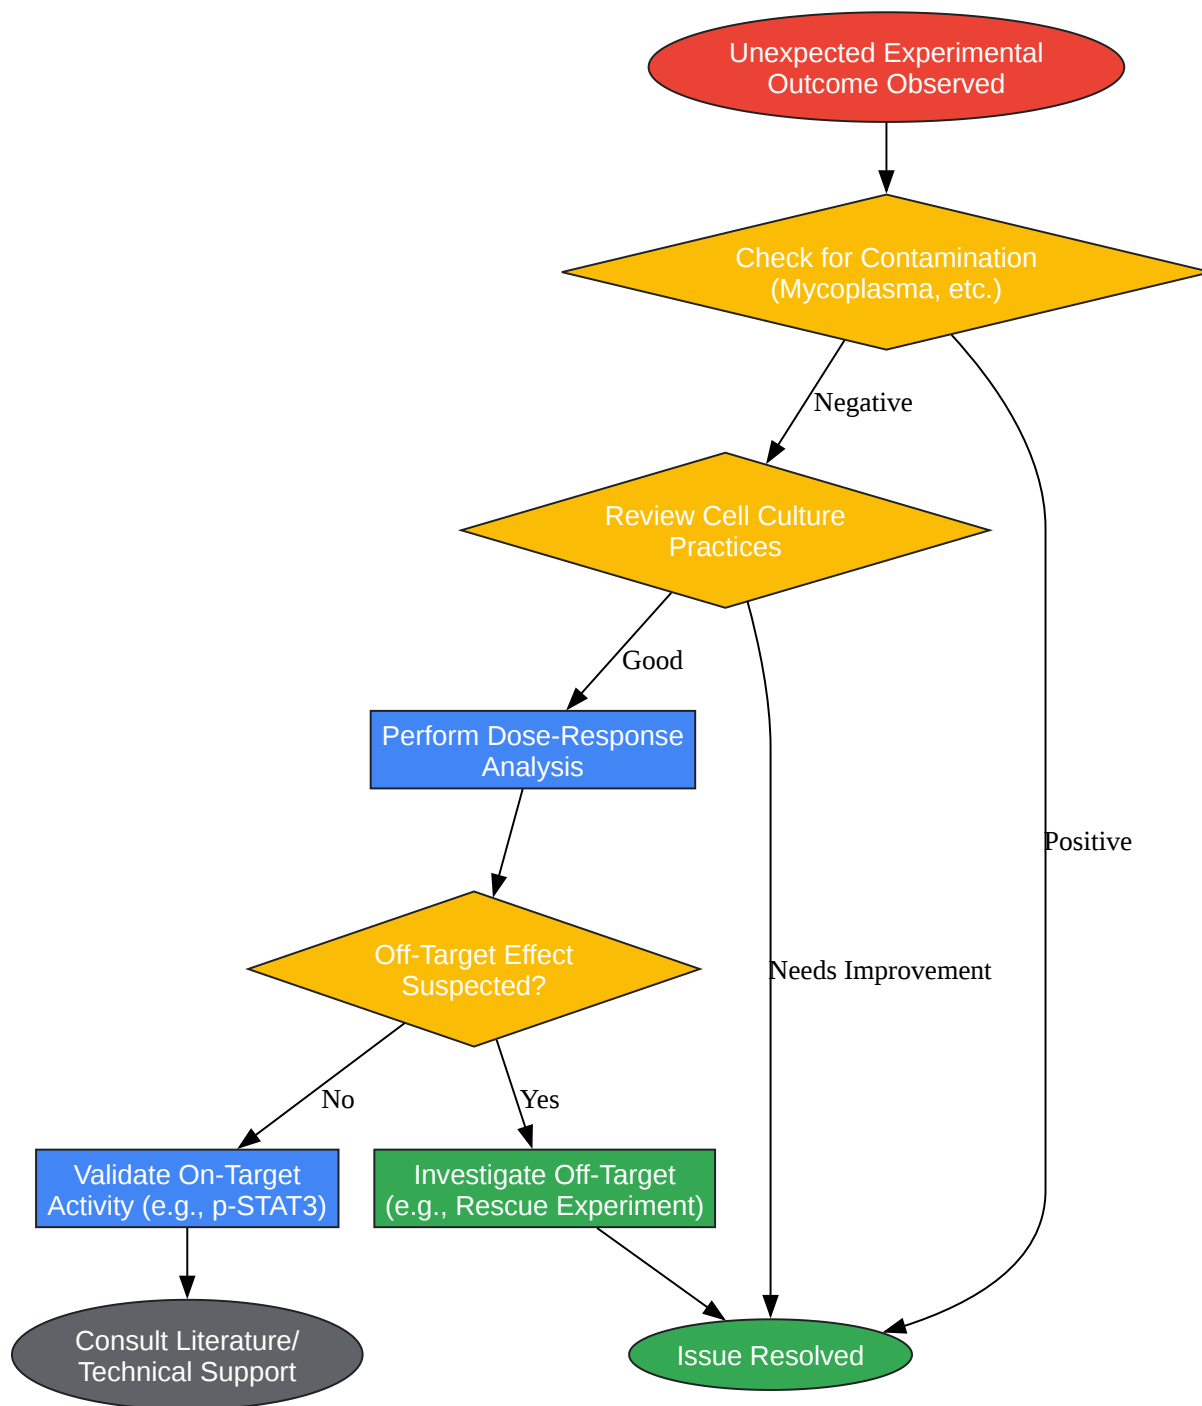 Unexpected Experimental
Outcome Observed
Check for Contamination
(Mycoplasma, etc.)
Negative
Review Cell Culture
Practices
Good
Perform Dose-Response
Analysis
Positive
Off-Target Effect
Suspected?
Needs Improvement
No
Yes
Validate On-Target
Activity (e.g., p-STAT3)
Investigate Off-Target
(e.g., Rescue Experiment)
Consult Literature/
Technical Support
Issue Resolved